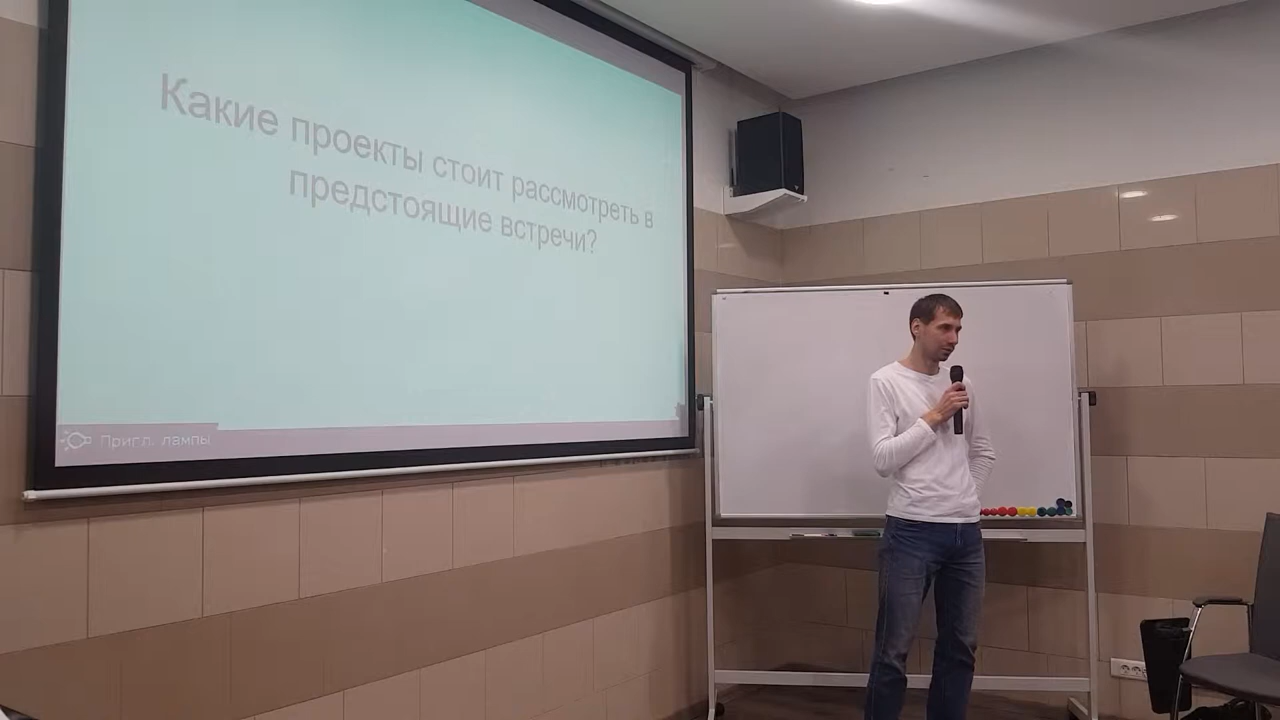 Какие проекты стоит рассмотреть в
предстоящие встречи?
Пригл. лампы